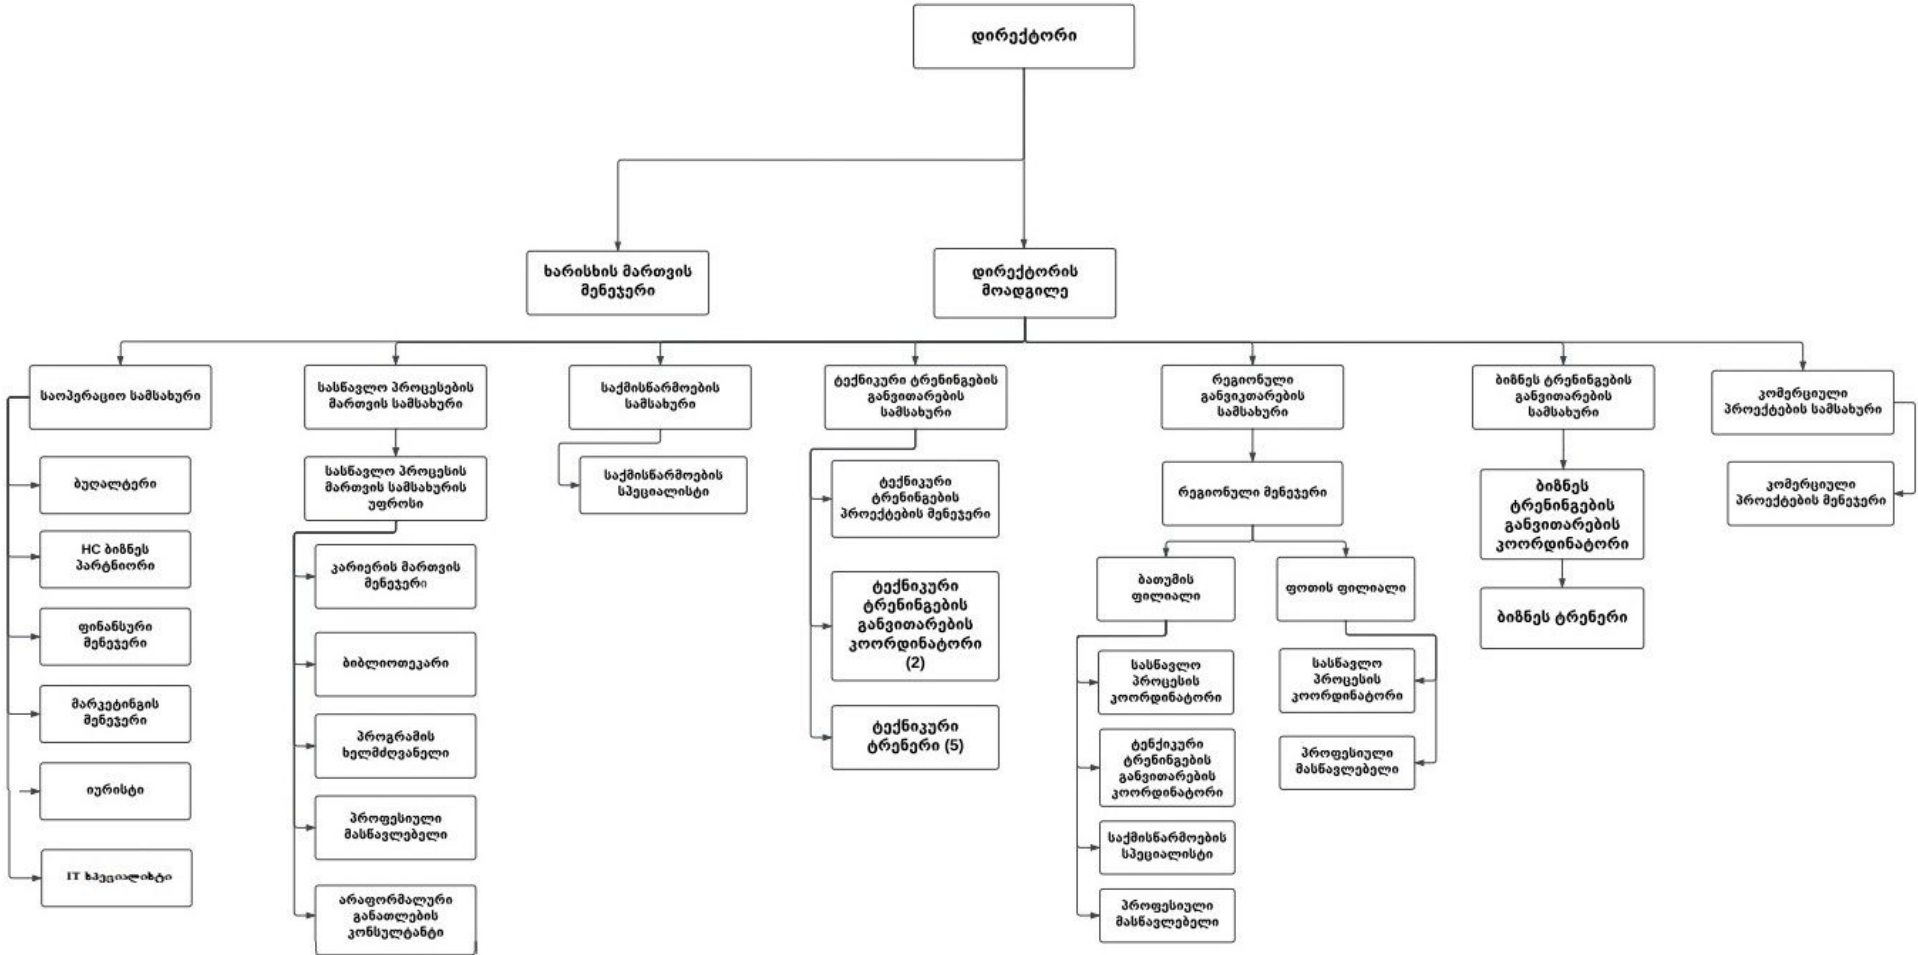 დირექტორი
ხარისხის მართვის
მენეჯერი
დირექტორის
მოადგილე
საოპერაციო სამსახური
ბუღალტერი
HC ბიზნეს
პარტნიორი
ფინანსური
მენეჯერი
მარკეტინგის
მენეჯერი
იურისტი
IT სპეციალისტი
სასწავლო პროცესების
მართვის სამსახური
სასწავლო პროცესის
მართვის სამსახურის
უფროსი
კარიერის მართვის
მენეჯერი
ბიბლიოთეკარი
პროგრამის
ხელმძღვანელი
პროფესიული
მასწავლებელი
არაფორმალური
განათლების
კონსულტანტი
საქმისწარმოების
სამსახური
საქმისწარმოების
სპეციალისტი
ტექნიკური ტრენინგების
განვითარების
სამსახური
ტექნიკური
ტრენინგების
პროექტების მენეჯერი
ტექნიკური
ტრენინგების
განვითარების
კოორდინატორი
(2)
ტექნიკური
ტრენერი (5)
რეგიონული
განვიკთარების
სამსახური
რეგიონული მენეჯერი
ბათუმის
ფილიალი
სასწავლო
პროცესის
კოორდინატორი
ტენქიკური
ტრენინგების
განვითარების
კოორდინატორი
საქმისწარმოების
სპეციალისტი
პროფესიული
მასწავლებელი
ფოთის ფილიალი
სასწავლო
პროცესის
კოორდინატორი
პროფესიული
მასწავლებელი
ბიზნეს ტრენინგების
განვითარების
სამსახური
ბიზნეს
ტრენინგების
განვითარების
კოორდინატორი
ბიზნეს ტრენერი
კომერციული
პროექტების სამსახური
კომერციული
პროექტების მენეჯერი